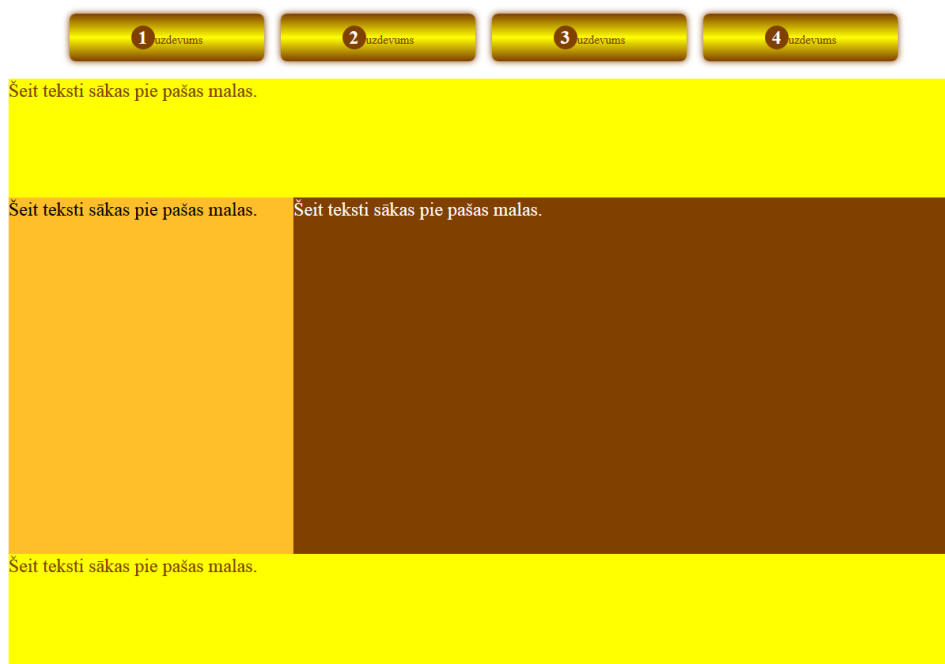 1 uzdevums
2 uzdevums
3 uzdevums
4 uzdevums
Šeit teksti sākas pie pašas malas.
Šeit teksti sākas pie pašas malas.
Šeit teksti sākas pie pašas malas.
Šeit teksti sākas pie pašas malas.